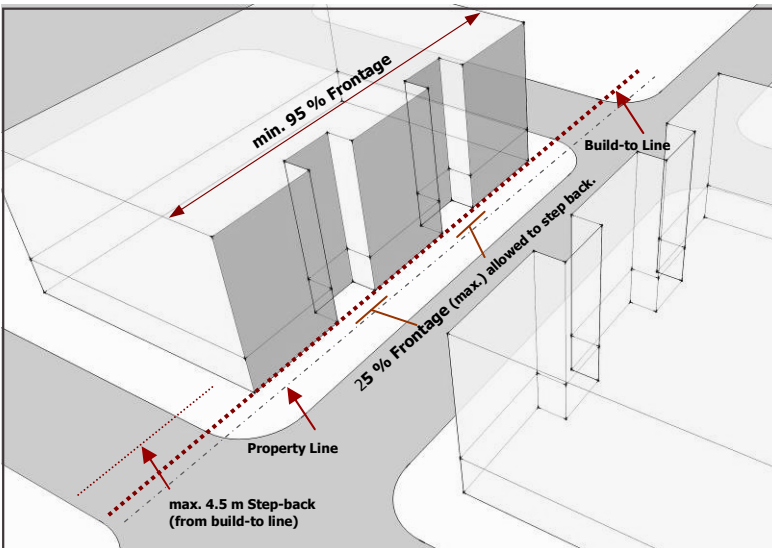 min. 95 % Frontage
Build-to Line
25 % Frontage (max.) allowed to step back.
Property Line
max. 4.5 m Step-back
(from build-to line)